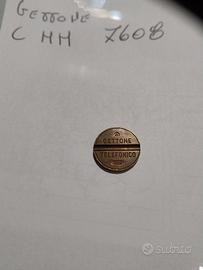 GETTONE
C MM 7608
GETTONE
TELEFONICO
Subito